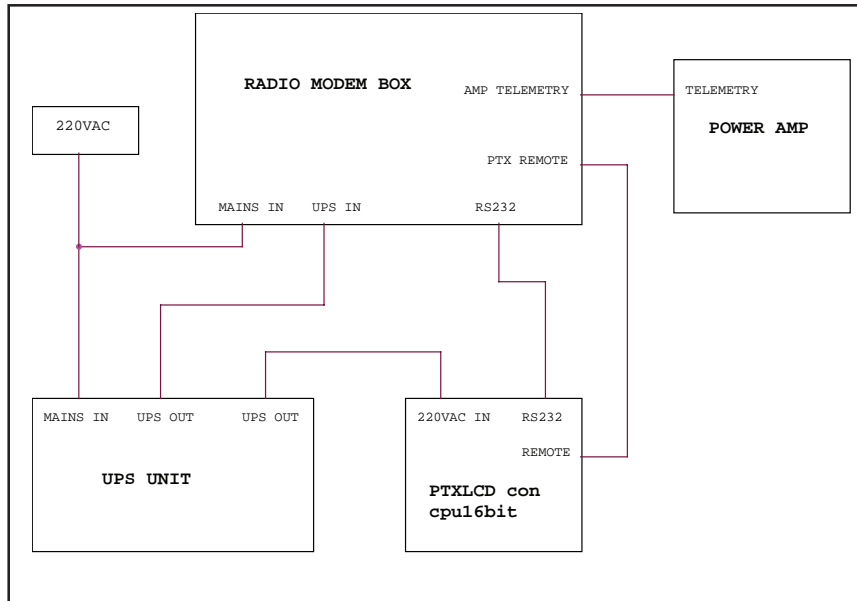 RADIO MODEM BOX
AMP TELEMETRY
TELEMETRY
220VAC
POWER AMP
PTX REMOTE
MAINS IN
UPS IN
RS232
MAINS IN
UPS OUT
UPS OUT
220VAC IN
RS232
REMOTE
UPS UNIT
PTXLCD con
cpu16bit